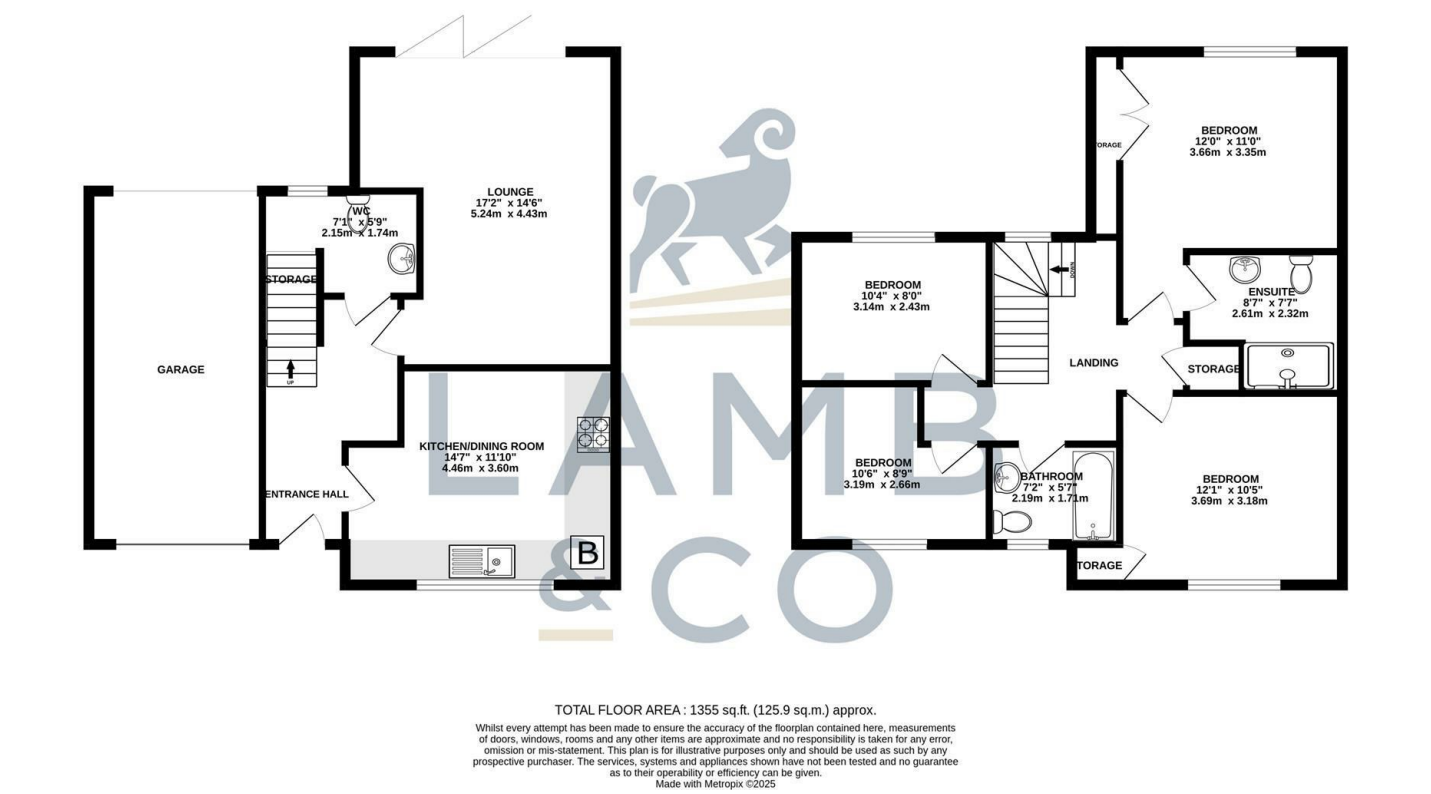 LOUNGE
17'2" x 14'6"
5.24m x 4.43m
WC
7'1" x 5'9"
2.15m x 1.74m
STORAGE
UP
GARAGE
KITCHEN/DINING ROOM
14'7" x 11'10"
4.46m x 3.60m
ENTRANCE HALL
B
BEDROOM
12'0" x 11'0"
3.66m x 3.35m
TORAGE
BEDROOM
10'4" x 8'0"
3.14m x 2.43m
DOWN
ENSUITE
8'7" x 7'7"
2.61m x 2.32m
LANDING
STORAGE
BEDROOM
10'6" x 8'9"
3.19m x 2.66m
BATHROOM
7'2" x 5'7"
2.19m x 1.71m
BEDROOM
12'1" x 10'5"
3.69m x 3.18m
TORAGE
LAMB
& CO
TOTAL FLOOR AREA : 1355 sq.ft. (125.9 sq.m.) approx.
Whilst every attempt has been made to ensure the accuracy of the floorplan contained here, measurements
of doors, windows, rooms and any other items are approximate and no responsibility is taken for any error,
omission or mis-statement. This plan is for illustrative purposes only and should be used as such by any
prospective purchaser. The services, systems and appliances shown have not been tested and no guarantee
as to their operability or efficiency can be given.
Made with Metropix ©2025